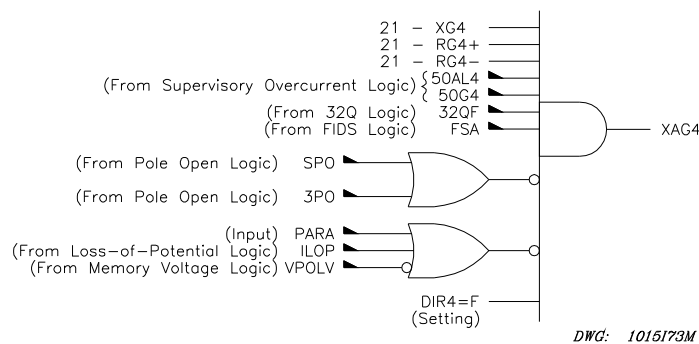 21 - XG4
21 - RG4+
21 - RG4-
(From Supervisory Overcurrent Logic) { 50AL4
50G4
(From 32Q Logic) 32QF
(From FIDS Logic) FSA
XAG4
(From Pole Open Logic) SPO
(From Pole Open Logic) 3PO
(Input) PARA
(From Loss-of-Potential Logic) ILOP
(From Memory Voltage Logic) VPOLV
DIR4=F
(Setting)
DWG: 1015I73M